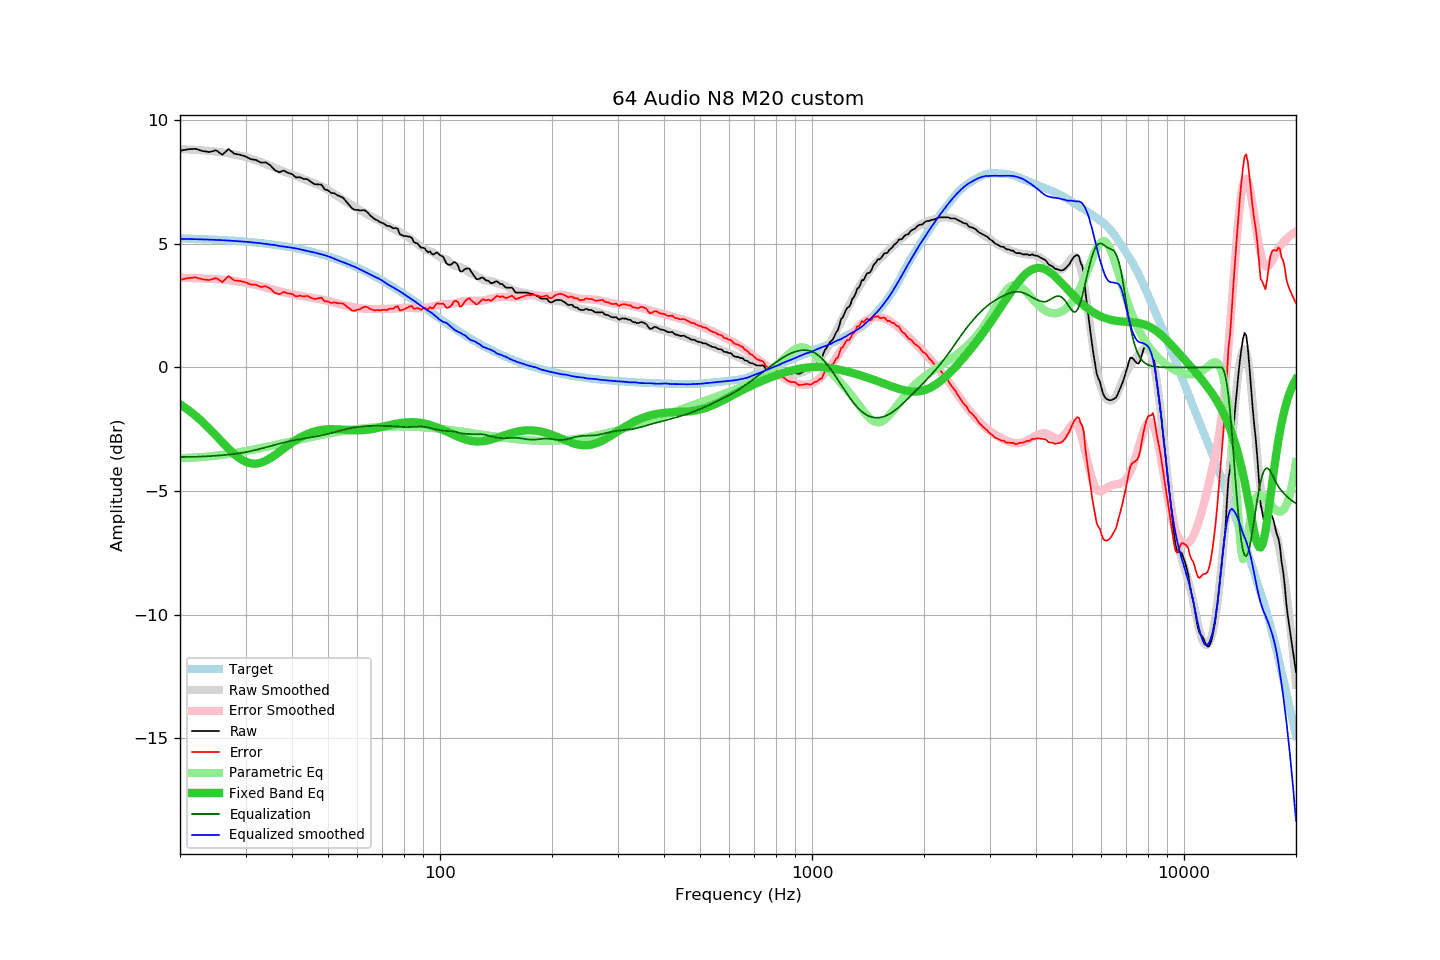 64 Audio N8 M20 custom
10
5
0
−5
−10
−15
Amplitude (dBr)
100
1000
10000
Frequency (Hz)
Target
Raw Smoothed
Error Smoothed
Raw
Error
Parametric Eq
Fixed Band Eq
Equalization
Equalized smoothed